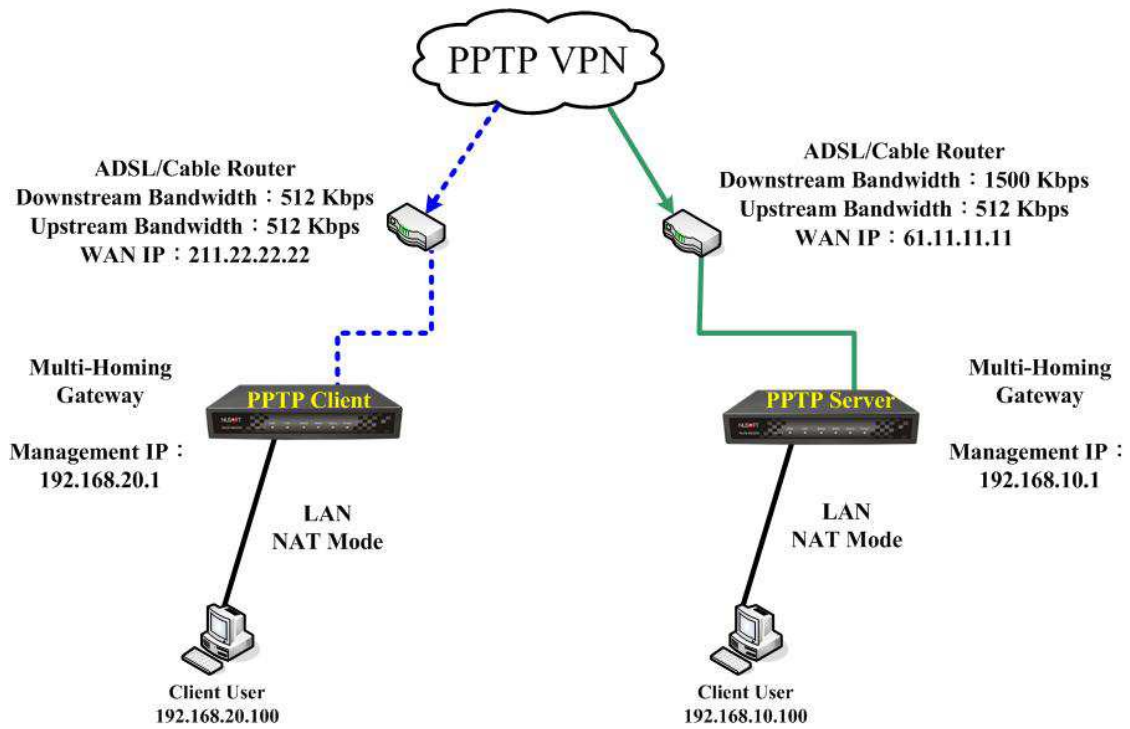 PPTP VPN
ADSL/Cable Router
Downstream Bandwidth：512 Kbps
Upstream Bandwidth：512 Kbps
WAN IP：211.22.22.22
ADSL/Cable Router
Downstream Bandwidth：1500 Kbps
Upstream Bandwidth：512 Kbps
WAN IP：61.11.11.11
Multi-Homing
Gateway
PPTP Client
Management IP：
192.168.20.1
LAN
NAT Mode
Client User
192.168.20.100
PPTP Server
Multi-Homing
Gateway
Management IP：
192.168.10.1
LAN
NAT Mode
Client User
192.168.10.100